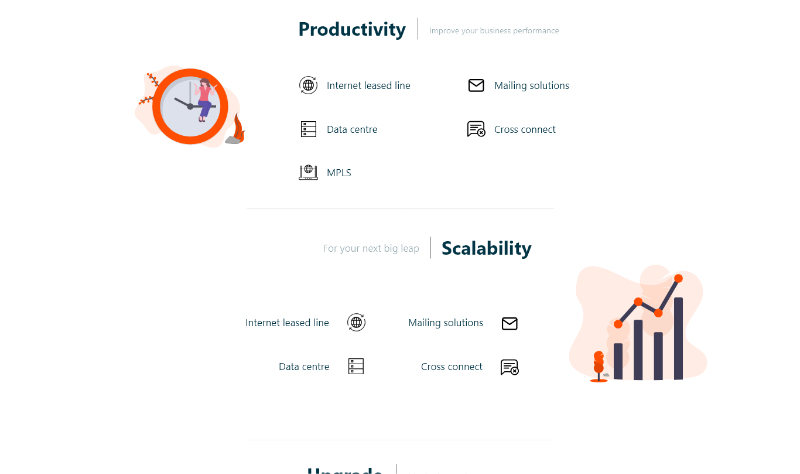 Productivity
Improve your business performance
Internet leased line
Mailing solutions
Data centre
Cross connect
MPLS
For your next big leap
Scalability
Internet leased line
Mailing solutions
Data centre
Cross connect
Upgrade